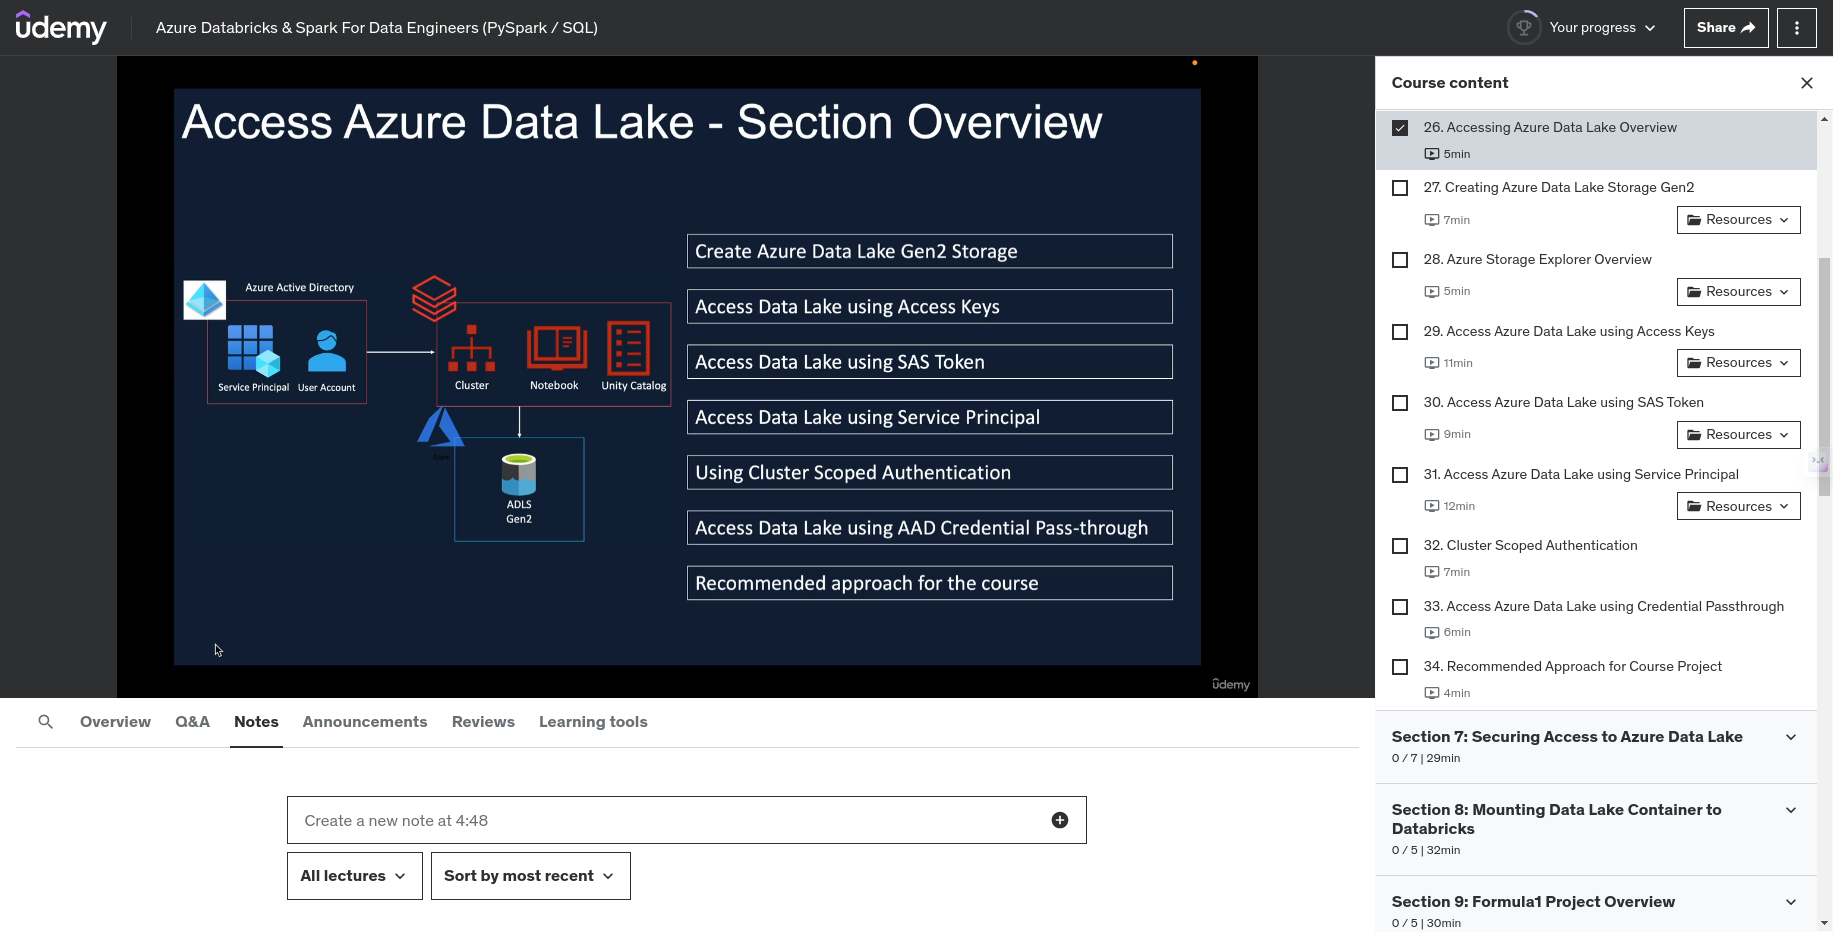 ûdemy
Azure Databricks & Spark For Data Engineers (PySpark / SQL)
Your progress
Share
Access Azure Data Lake - Section Overview
Azure Active Directory
Service Principal
User Account
Cluster
Notebook
Unity Catalog
Azure
ADLS
Gen2
Create Azure Data Lake Gen2 Storage
Access Data Lake using Access Keys
Access Data Lake using SAS Token
Access Data Lake using Service Principal
Using Cluster Scoped Authentication
Access Data Lake using AAD Credential Pass-through
Recommended approach for the course
ûdemy
Course content
26. Accessing Azure Data Lake Overview
5min
27. Creating Azure Data Lake Storage Gen2
7min
Resources
28. Azure Storage Explorer Overview
5min
Resources
29. Access Azure Data Lake using Access Keys
11min
Resources
30. Access Azure Data Lake using SAS Token
9min
Resources
31. Access Azure Data Lake using Service Principal
12min
Resources
32. Cluster Scoped Authentication
7min
33. Access Azure Data Lake using Credential Passthrough
6min
34. Recommended Approach for Course Project
4min
Section 7: Securing Access to Azure Data Lake
0 / 7 | 29min
Section 8: Mounting Data Lake Container to
Databricks
0 / 5 | 32min
Section 9: Formula1 Project Overview
0 / 5 | 30min
Overview
Q&A
Notes
Announcements
Reviews
Learning tools
Create a new note at 4:48
All lectures
Sort by most recent